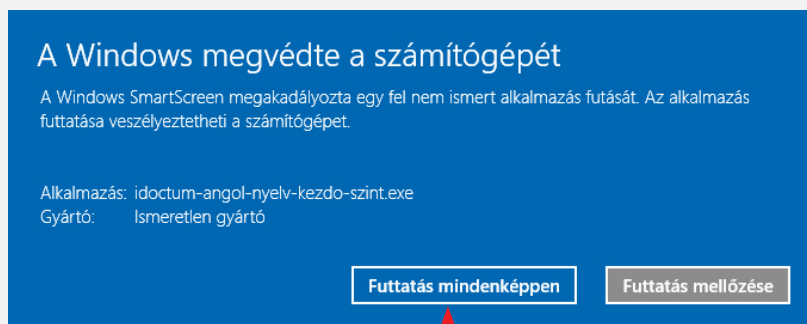 A Windows megvédte a számítógépét
A Windows SmartScreen megakadályozta egy fel nem ismert alkalmazás futását. Az alkalmazás
futtatása veszélyeztetheti a számítógépet.
Alkalmazás: idoctum-angol-nyelv-kezdo-szint.exe
Gyártó: Ismeretlen gyártó
Futtatás mindenképpen
Futtatás mellőzése